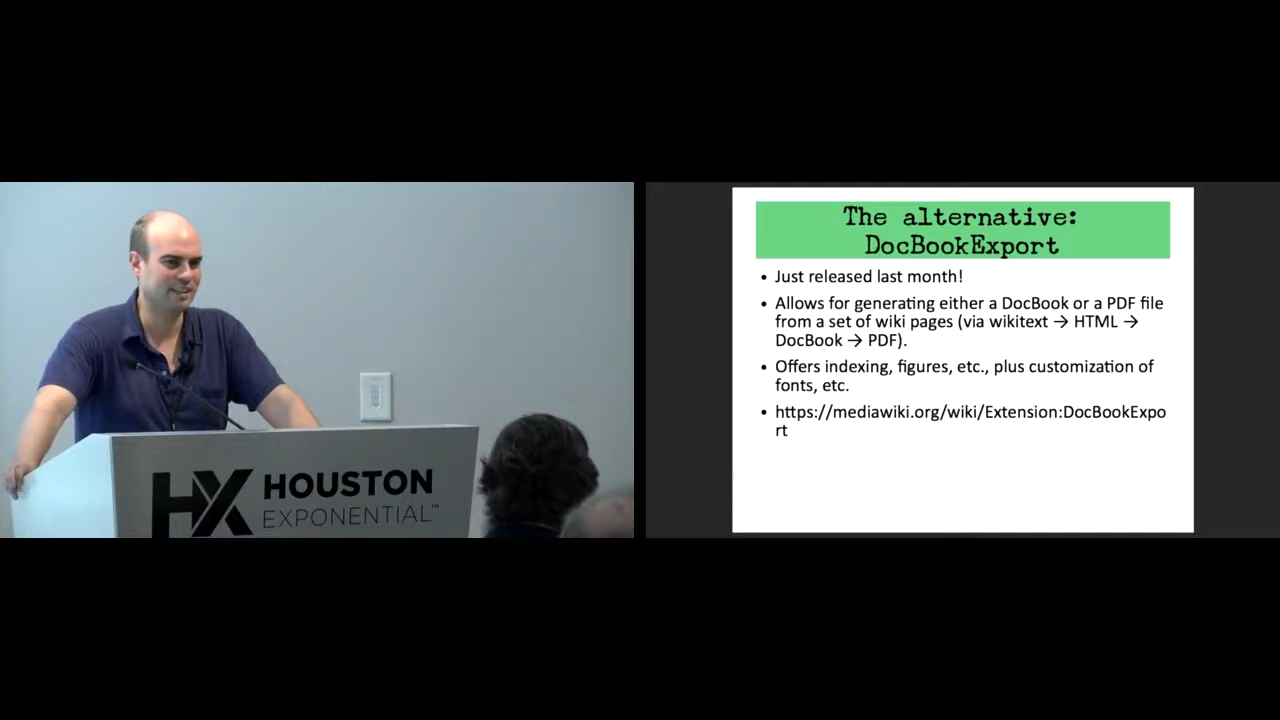 HX HOUSTON
EXPONENTIAL™
The alternative:
DocBookExport
• Just released last month!
• Allows for generating either a DocBook or a PDF file
from a set of wiki pages (via wikitext → HTML →
DocBook → PDF).
• Offers indexing, figures, etc., plus customization of
fonts, etc.
• https://mediawiki.org/wiki/Extension:DocBookExpo
rt